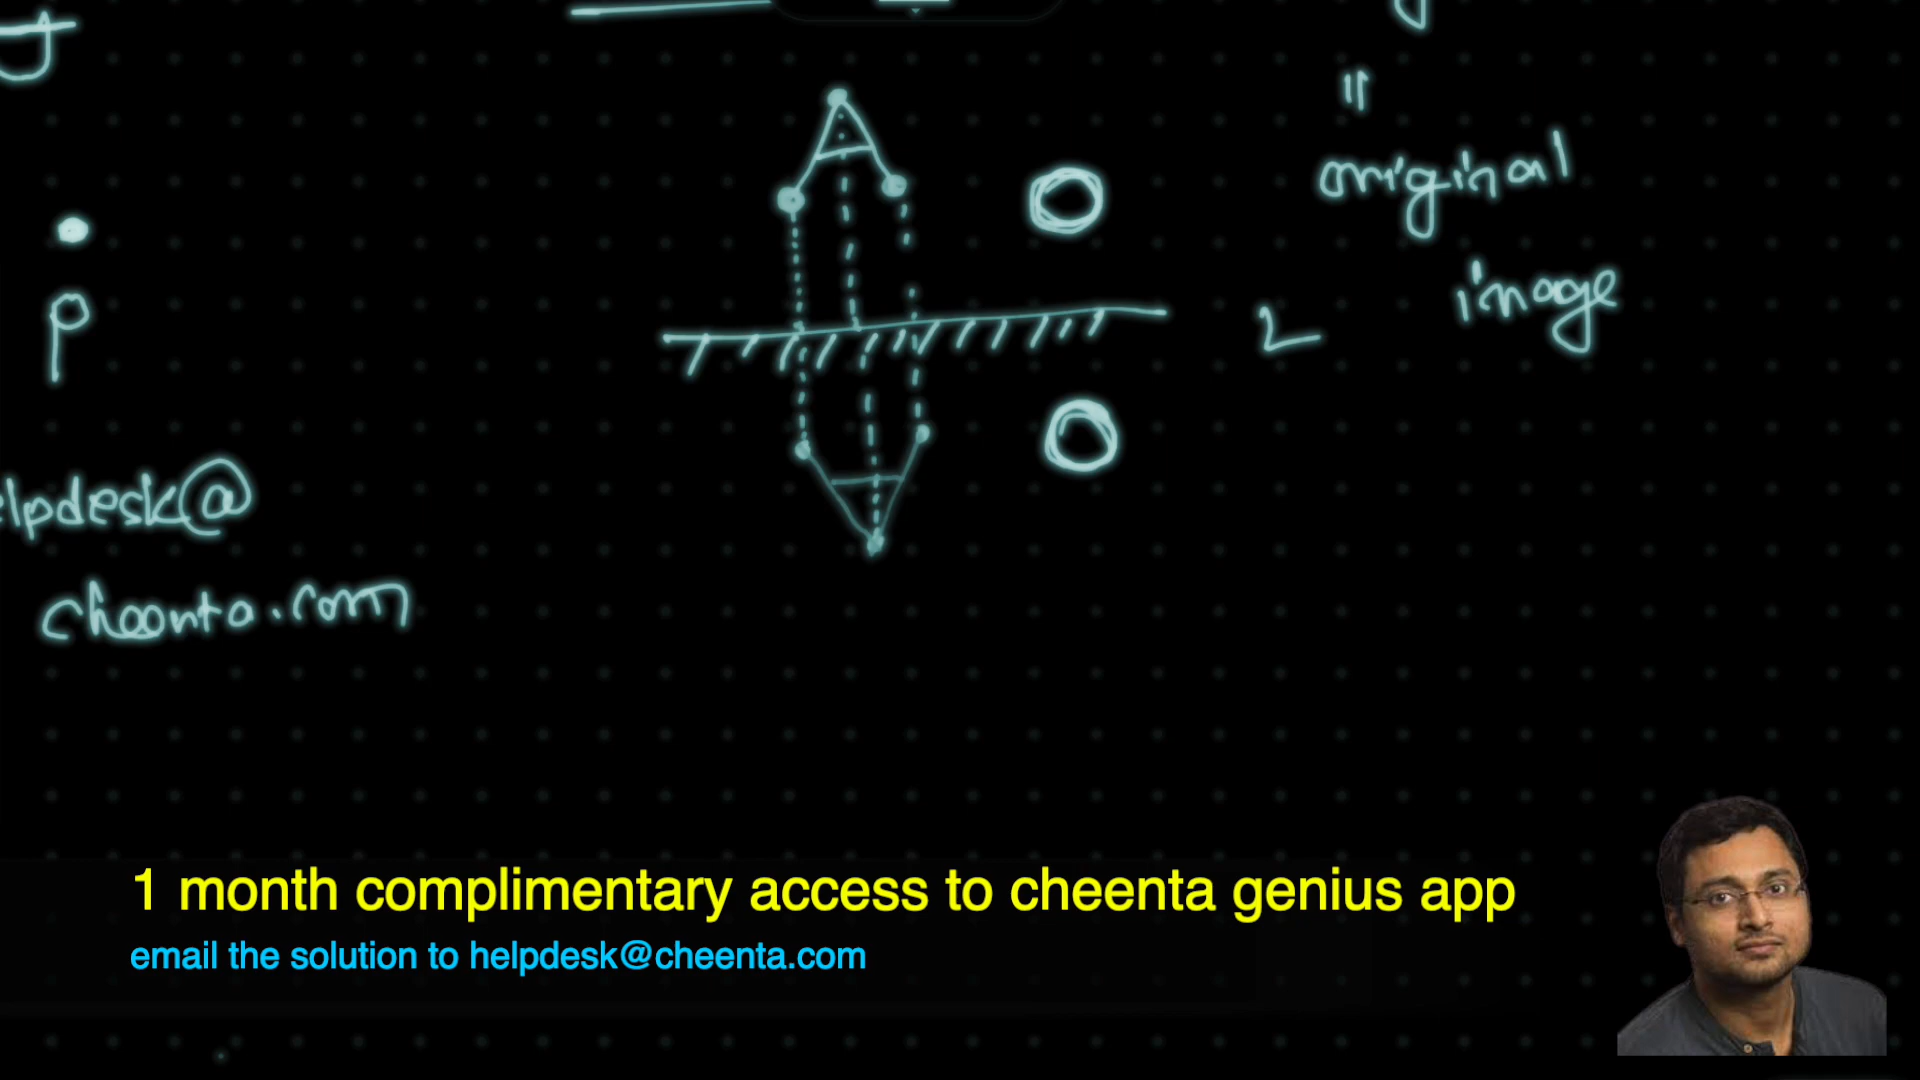 "
original
image
A
L
P
elpdesk@
cheenta.com
1 month complimentary access to cheenta genius app
email the solution to helpdesk@cheenta.com